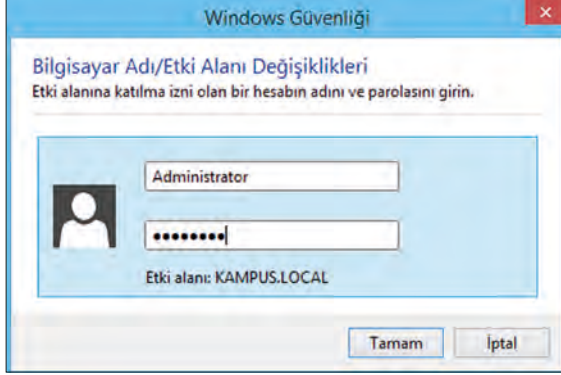 Windows Güvenliği
Bilgisayar Adı/Etki Alanı Değişiklikleri
Etki alanına katılma izni olan bir hesabın adını ve parolasını girin.
Administrator
••••••••
Etki alanı: KAMPUS.LOCAL
Tamam
İptal